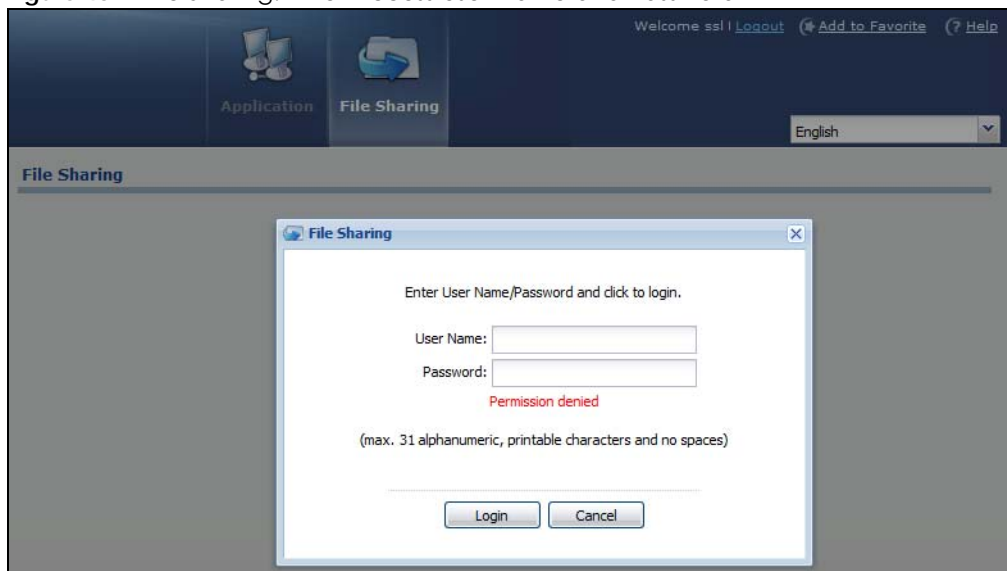 Welcome ssl | Logout Add to Favorite ? Help
Application
File Sharing
English
File Sharing
File Sharing
Enter User Name/Password and click to login.
User Name:
Password:
Permission denied
(max. 31 alphanumeric, printable characters and no spaces)
Login
Cancel